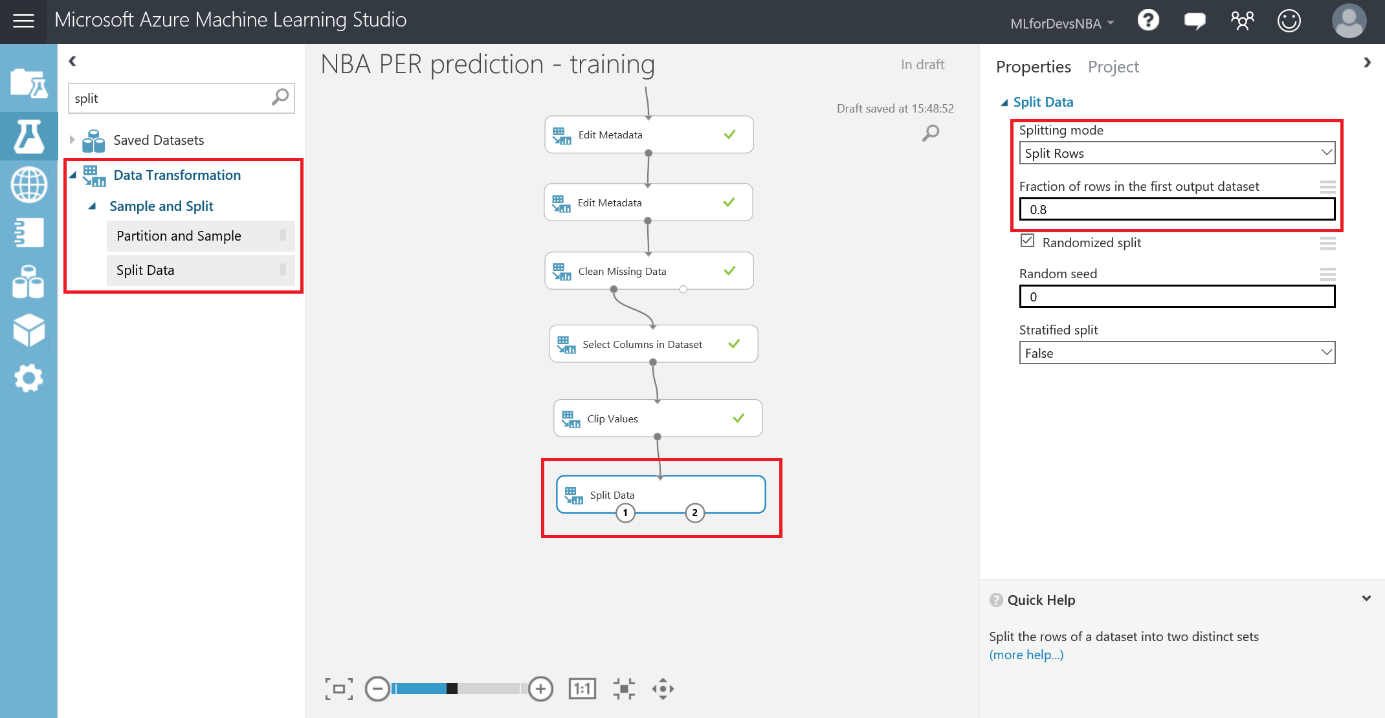 Microsoft Azure Machine Learning Studio
MLforDevsNBA
?
split
Saved Datasets
Data Transformation
Sample and Split
Partition and Sample
Split Data
NBA PER prediction - training
In draft
Draft saved at 15:48:52
Edit Metadata
Edit Metadata
Clean Missing Data
Select Columns in Dataset
Clip Values
Split Data
1 2
1:1
Properties Project
Split Data
Splitting mode
Split Rows
Fraction of rows in the first output dataset
0.8
Randomized split
Random seed
0
Stratified split
False
? Quick Help
Split the rows of a dataset into two distinct sets
(more help...)